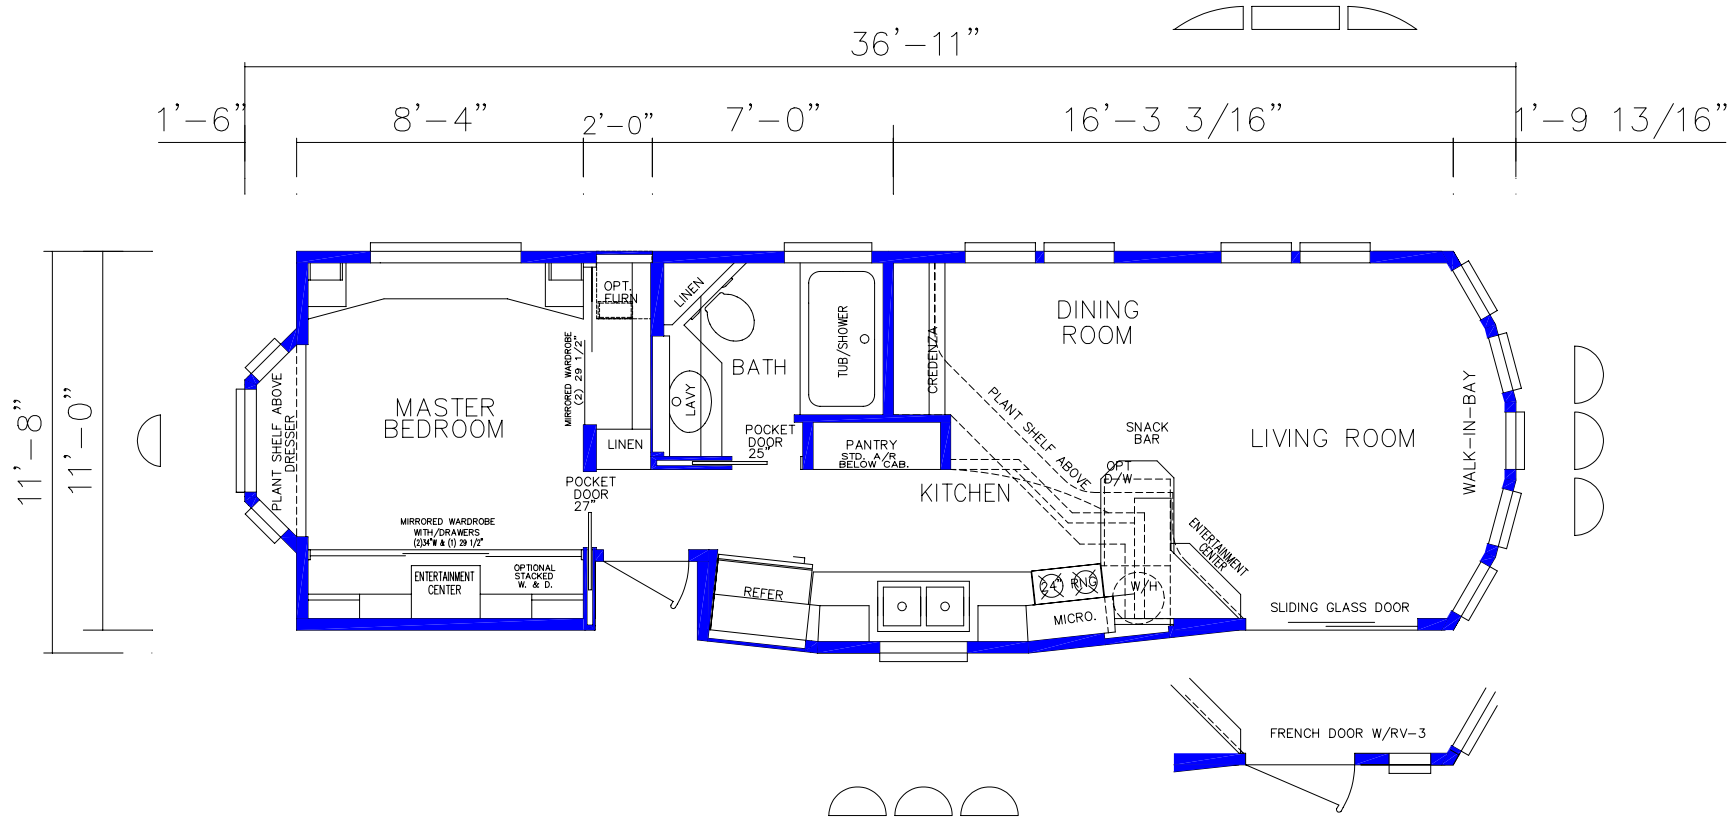 36'-11"
1'-6"
8'-4"
2'-0"
7'-0"
16'-3 3/16"
1'-9 13/16"
11'-8"
11'-0"
PLANT SHELF ABOVE
DRESSER
MASTER
BEDROOM
MIRRORED WARDROBE
(2) 29 1/2"
OPT.
FURN
LINEN
POCKET
DOOR
27"
MIRRORED WARDROBE
WITH/DRAWERS
(2)34"W & (1) 29 1/2"
ENTERTAINMENT
CENTER
OPTIONAL
STACKED
W. & D.
LINEN
LAVY
BATH
TUB/SHOWER
POCKET
DOOR
25"
PANTRY
STD. A/R
BELOW CAB.
CREDENZA
DINING
ROOM
PLANT SHELF ABOVE
SNACK
BAR
OPT
D/W
KITCHEN
REFER
24" RNG
MICRO.
W/H
ENTERTAINMENT
CENTER
LIVING ROOM
WALK-IN-BAY
SLIDING GLASS DOOR
FRENCH DOOR W/RV-3